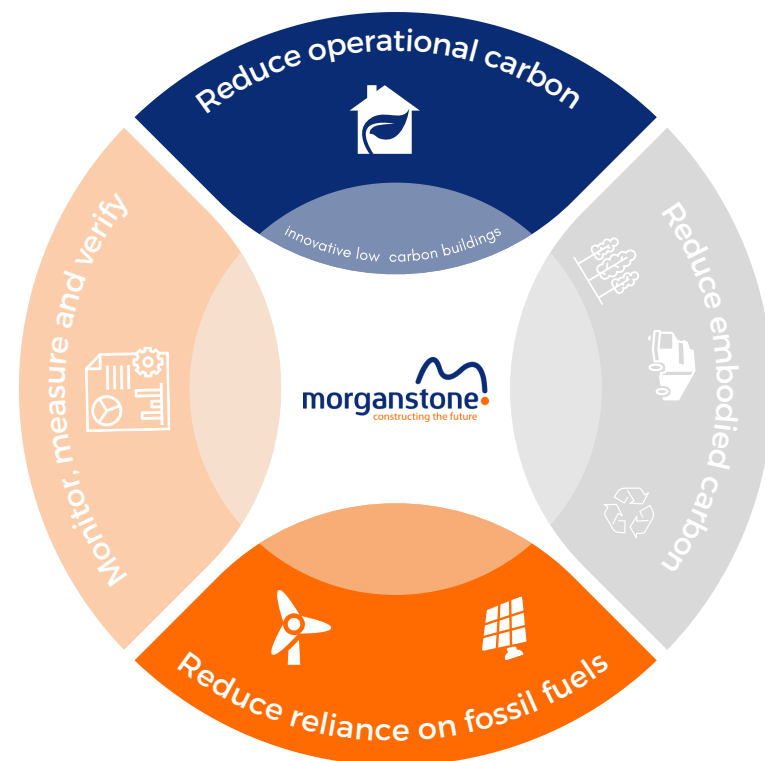 Reduce operational carbon
innovative low carbon buildings
Monitor, measure and verify
Reduce embodied carbon
morganstone
constructing the future
Reduce reliance on fossil fuels